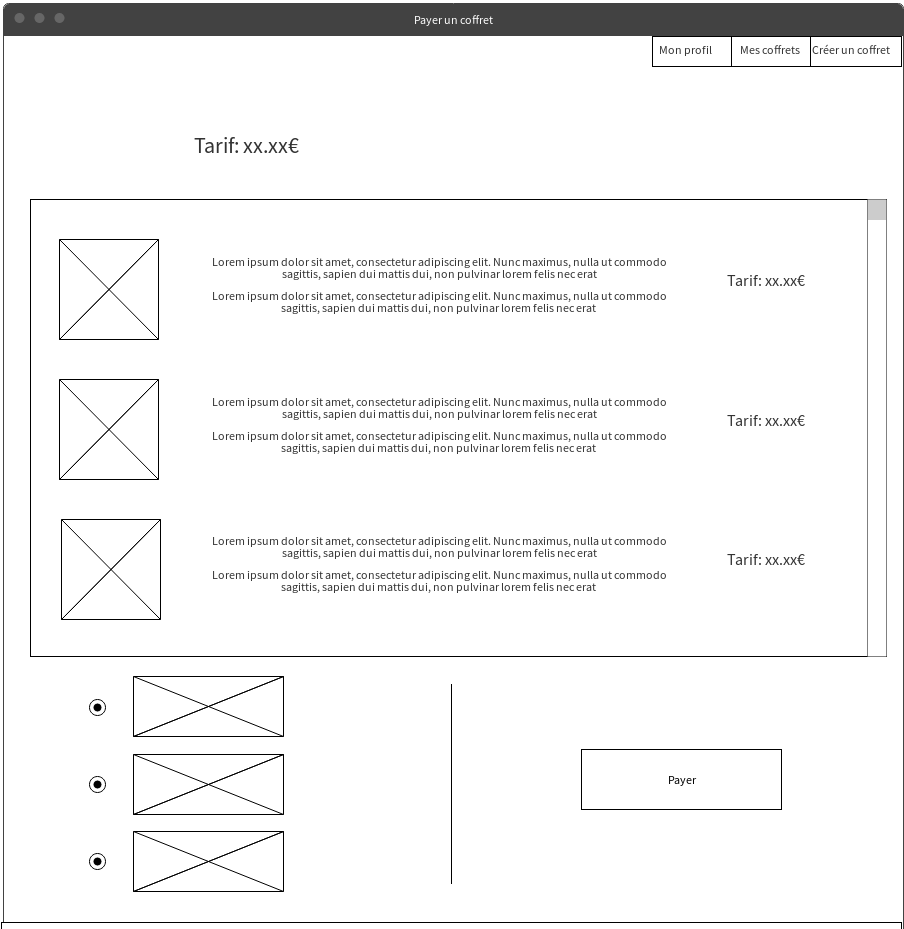 Payer un coffret
Mon profil
Mes coffrets
Créer un coffret
Tarif: xx.xx€
Lorem ipsum dolor sit amet, consectetur adipiscing elit. Nunc maximus, nulla ut commodo
sagittis, sapien dui mattis dui, non pulvinar lorem felis nec erat
Lorem ipsum dolor sit amet, consectetur adipiscing elit. Nunc maximus, nulla ut commodo
sagittis, sapien dui mattis dui, non pulvinar lorem felis nec erat
Tarif: xx.xx€
Lorem ipsum dolor sit amet, consectetur adipiscing elit. Nunc maximus, nulla ut commodo
sagittis, sapien dui mattis dui, non pulvinar lorem felis nec erat
Lorem ipsum dolor sit amet, consectetur adipiscing elit. Nunc maximus, nulla ut commodo
sagittis, sapien dui mattis dui, non pulvinar lorem felis nec erat
Tarif: xx.xx€
Lorem ipsum dolor sit amet, consectetur adipiscing elit. Nunc maximus, nulla ut commodo
sagittis, sapien dui mattis dui, non pulvinar lorem felis nec erat
Lorem ipsum dolor sit amet, consectetur adipiscing elit. Nunc maximus, nulla ut commodo
sagittis, sapien dui mattis dui, non pulvinar lorem felis nec erat
Tarif: xx.xx€
Payer